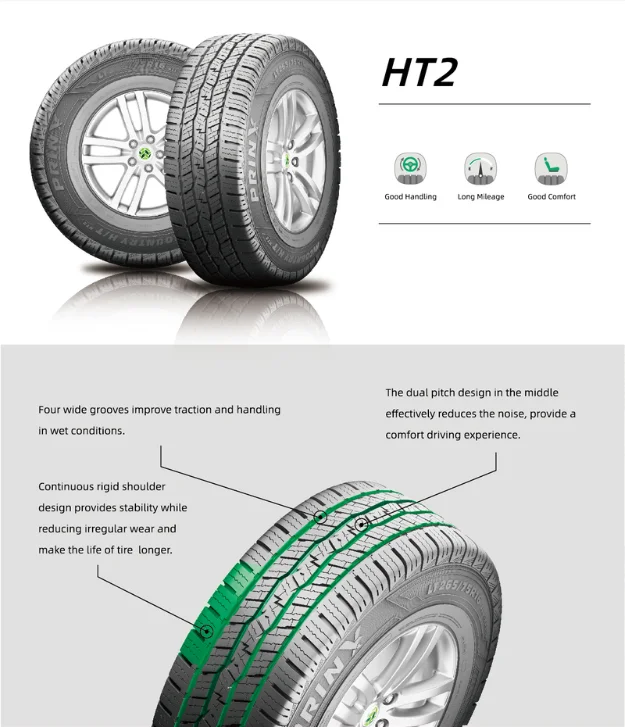 HT2
Good Handling
Long Mileage
Good Comfort
PRINX
PRINX
COUNTRY H/T
Four wide grooves improve traction and handling
in wet conditions.
The dual pitch design in the middle
effectively reduces the noise, provide a
comfort driving experience.
Continuous rigid shoulder
design provides stability while
reducing irregular wear and
make the life of tire longer.
PRINX